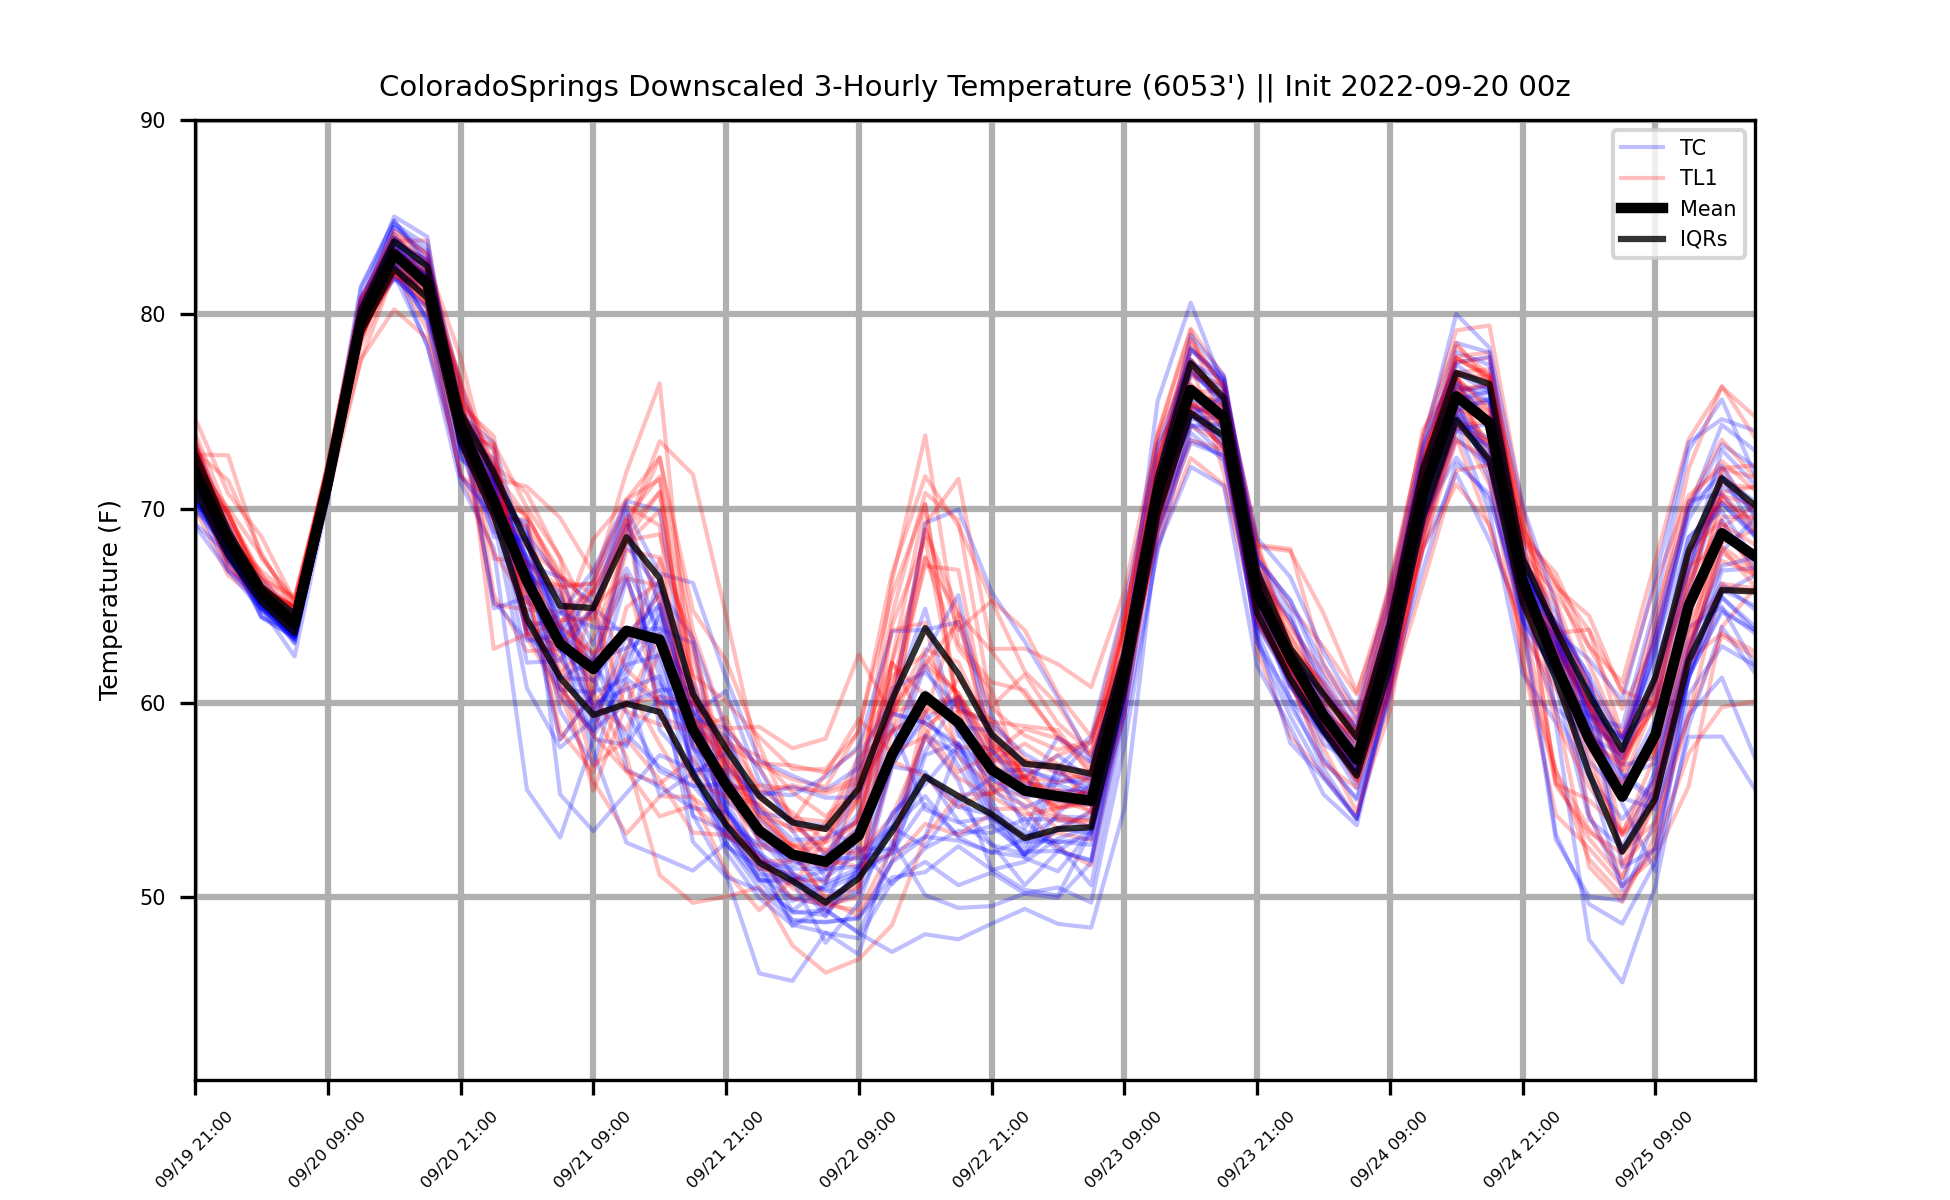 ColoradoSprings Downscaled 3-Hourly Temperature (6053') || Init 2022-09-20 00z
90
80
70
60
50
Temperature (F)
TC
TL1
Mean
IQRs
09/19 21:00
09/20 09:00
09/20 21:00
09/21 09:00
09/21 21:00
09/22 09:00
09/22 21:00
09/23 09:00
09/23 21:00
09/24 09:00
09/24 21:00
09/25 09:00